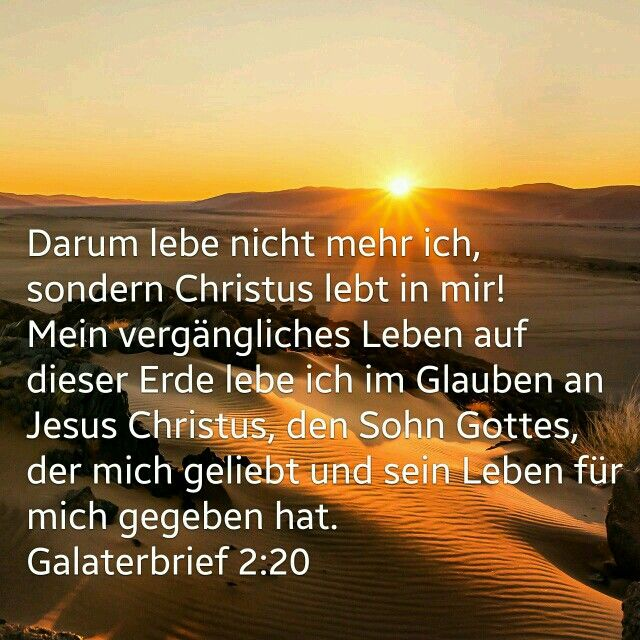 Darum lebe nicht mehr ich,
sondern Christus lebt in mir!
Mein vergängliches Leben auf
dieser Erde lebe ich im Glauben an
Jesus Christus, den Sohn Gottes,
der mich geliebt und sein Leben für
mich gegeben hat.
Galaterbrief 2:20